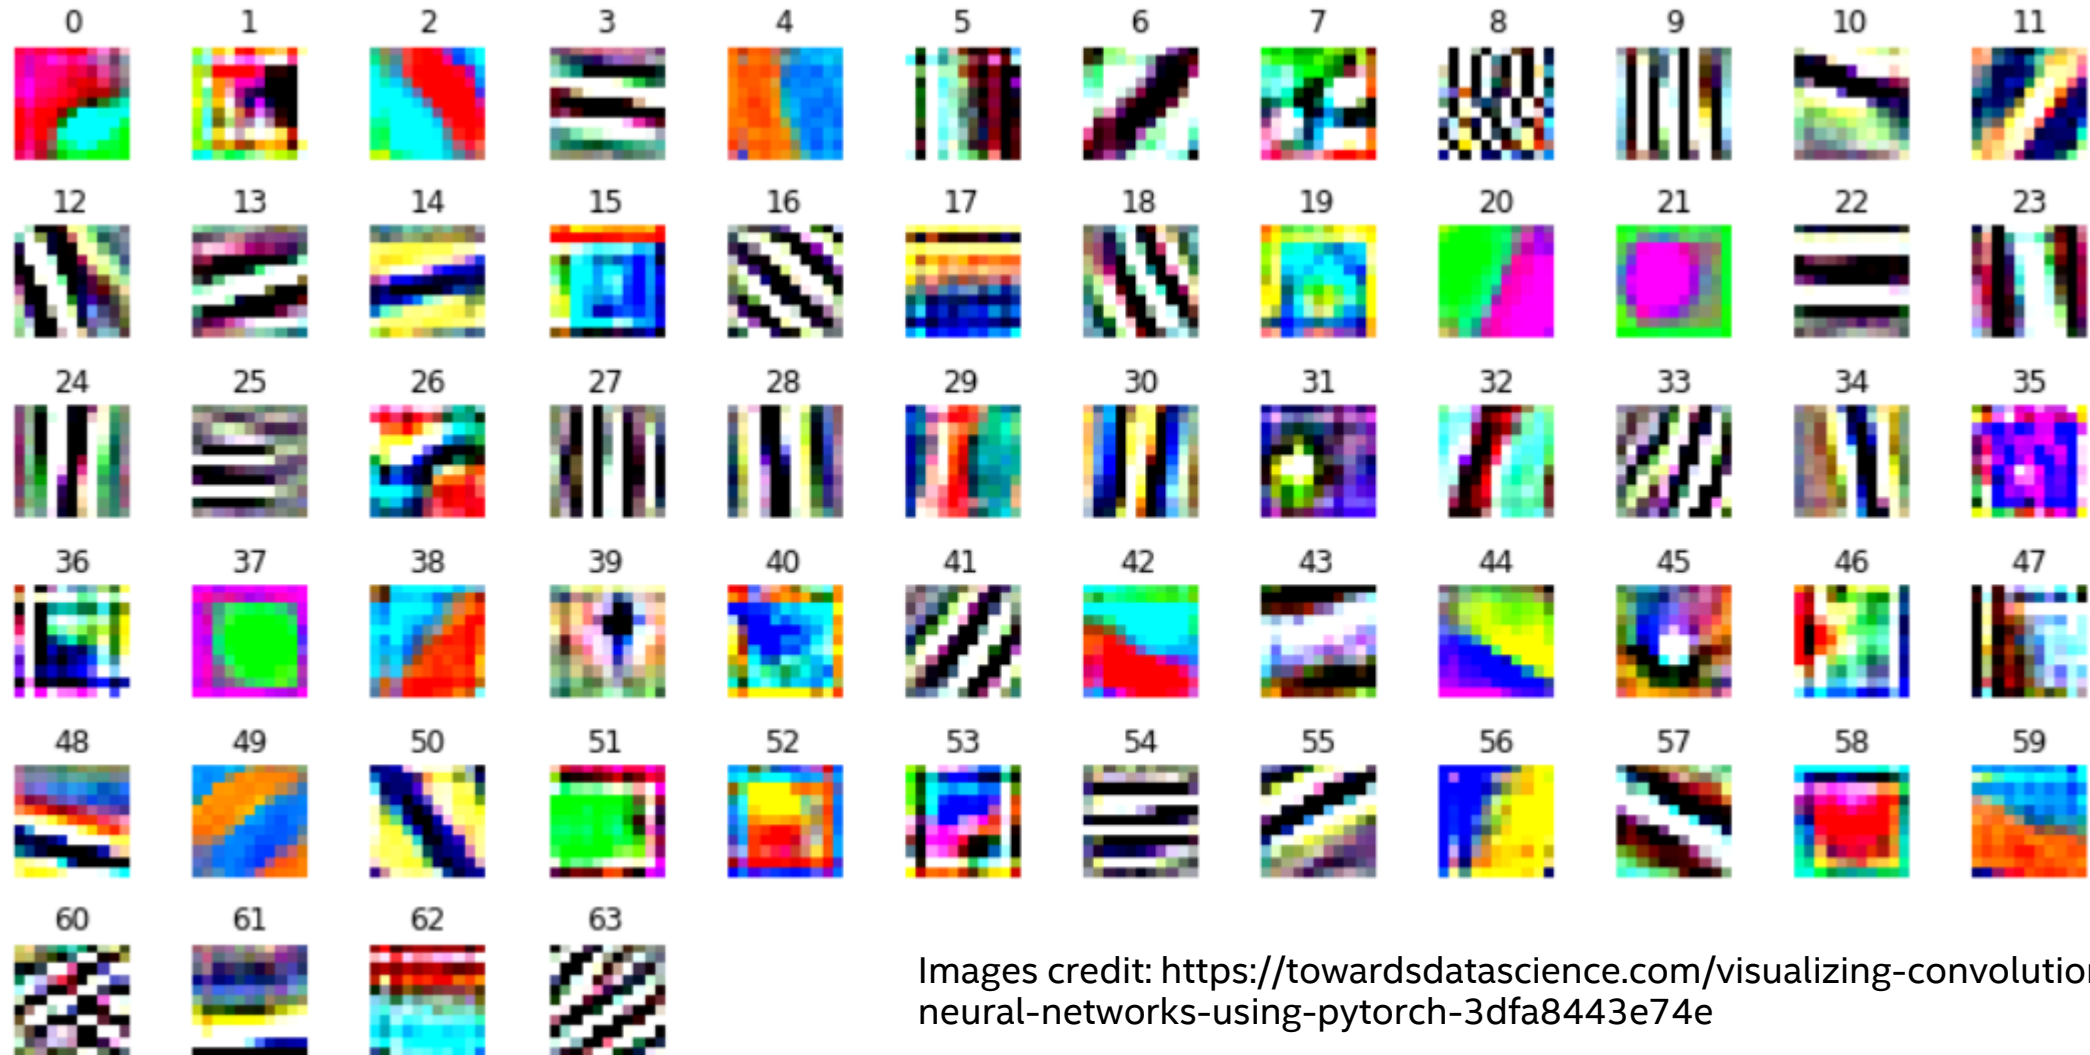 0 1 2 3 4 5 6 7 8 9 10 11
12 13 14 15 16 17 18 19 20 21 22 23
24 25 26 27 28 29 30 31 32 33 34 35
36 37 38 39 40 41 42 43 44 45 46 47
48 49 50 51 52 53 54 55 56 57 58 59
60 61 62 63
Images credit: https://towardsdatascience.com/visualizing-convolution
neural-networks-using-pytorch-3dfa8443e74e